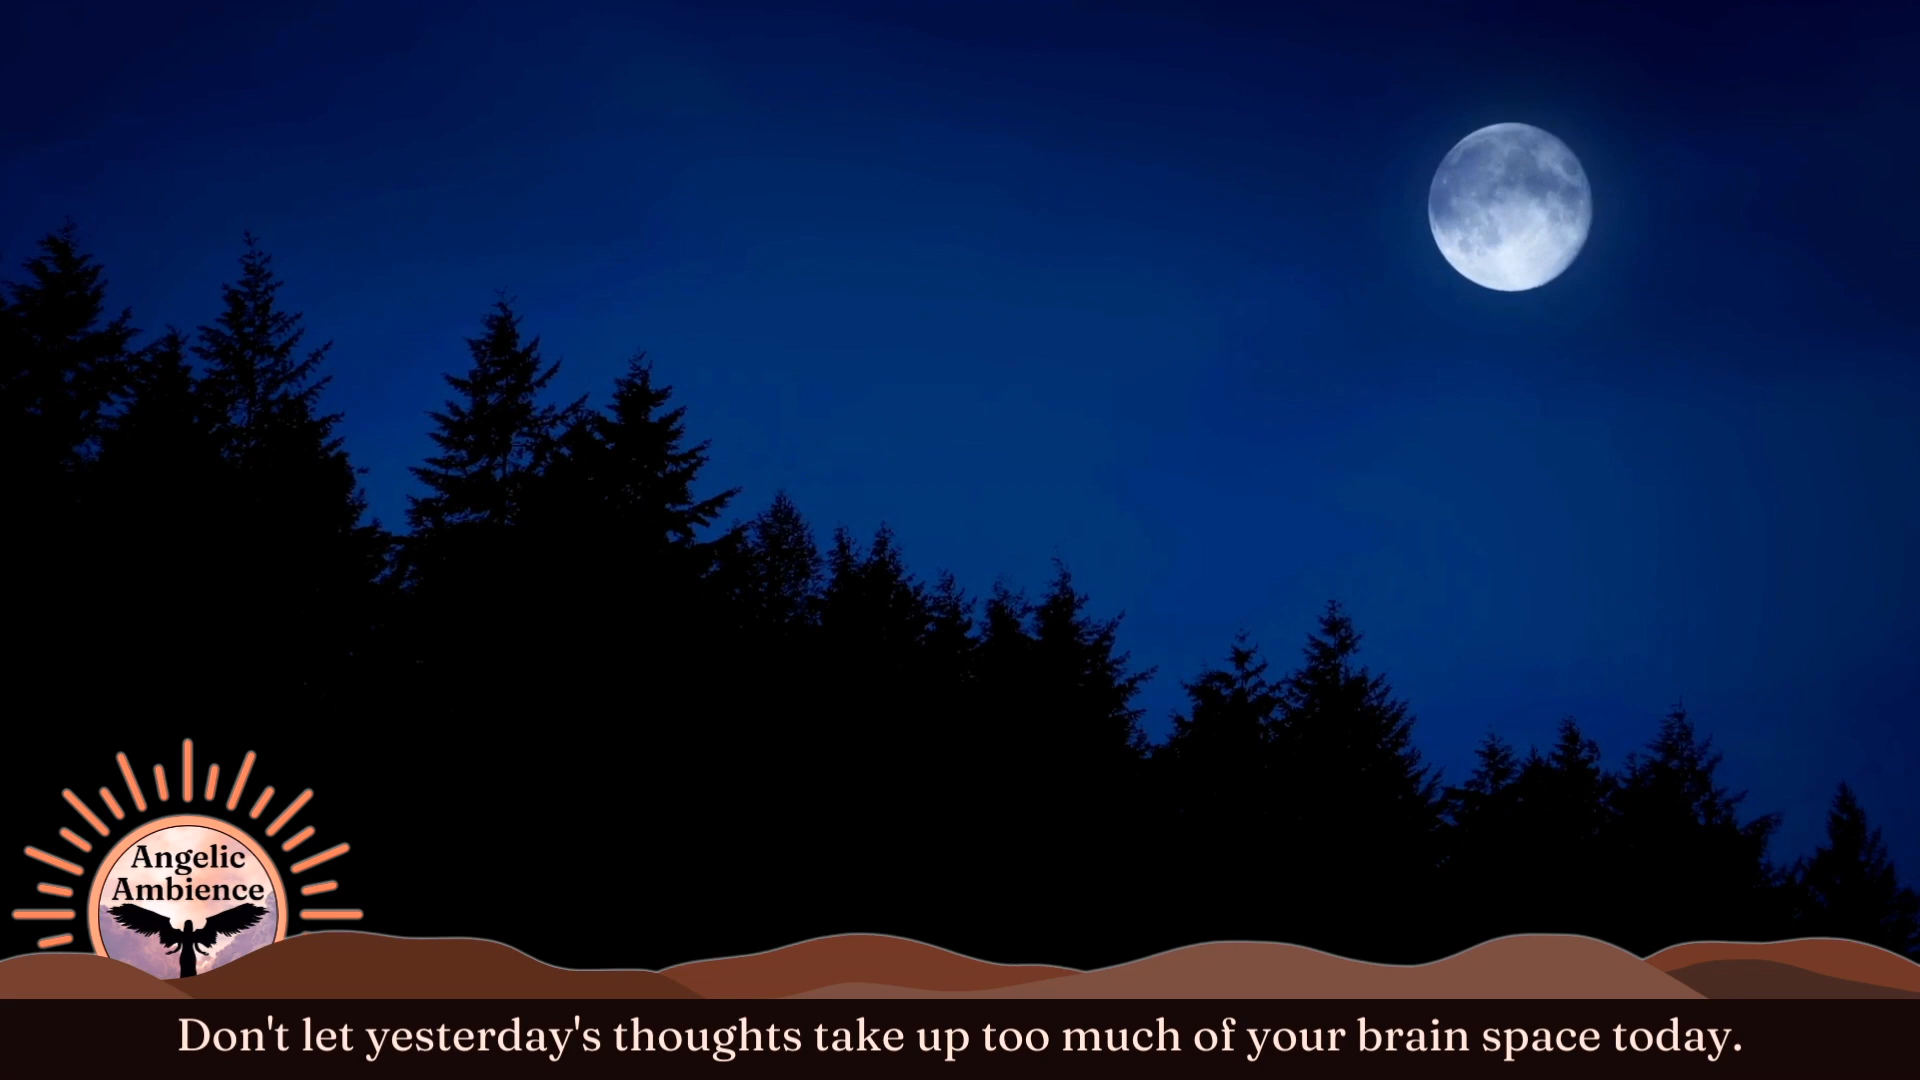 Angelic
Ambience
Don't let yesterday's thoughts take up too much of your brain space today.